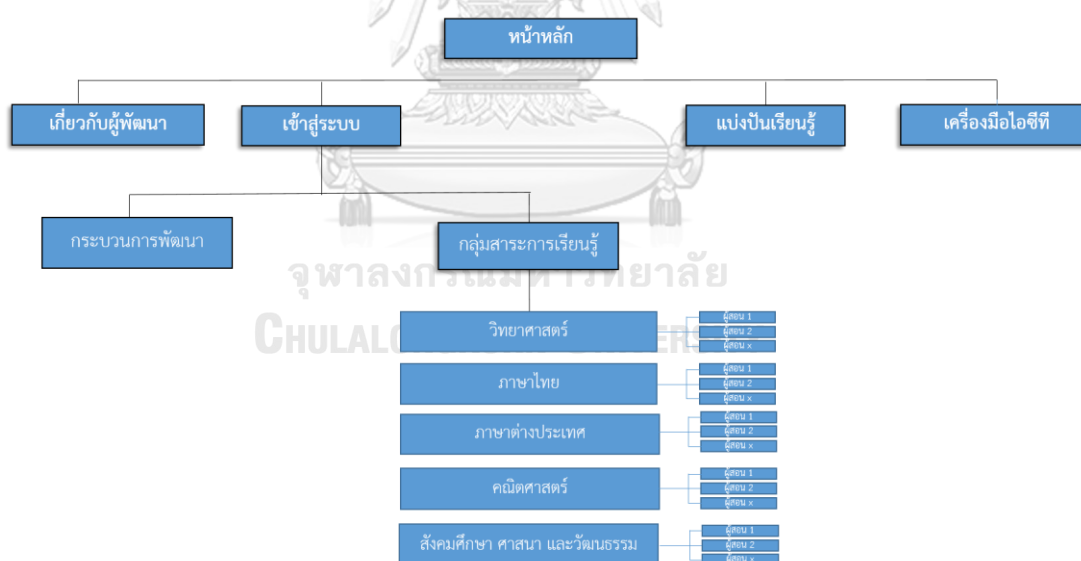 หน้าหลัก
เกี่ยวกับผู้พัฒนา
เข้าสู่ระบบ
แบ่งปันเรียนรู้
เครื่องมือไอซีที
กระบวนการพัฒนา
กลุ่มสาระการเรียนรู้
จุฬาลงกรณ์มหาวิทยาลัย
วิทยาศาสตร์
ผู้สอน 1
ผู้สอน 2
ผู้สอน x
ภาษาไทย
ผู้สอน 1
ผู้สอน 2
ผู้สอน x
ภาษาต่างประเทศ
ผู้สอน 1
ผู้สอน 2
ผู้สอน x
คณิตศาสตร์
ผู้สอน 1
ผู้สอน 2
ผู้สอน x
สังคมศึกษา ศาสนา และวัฒนธรรม
ผู้สอน 1
ผู้สอน 2
ผู้สอน x